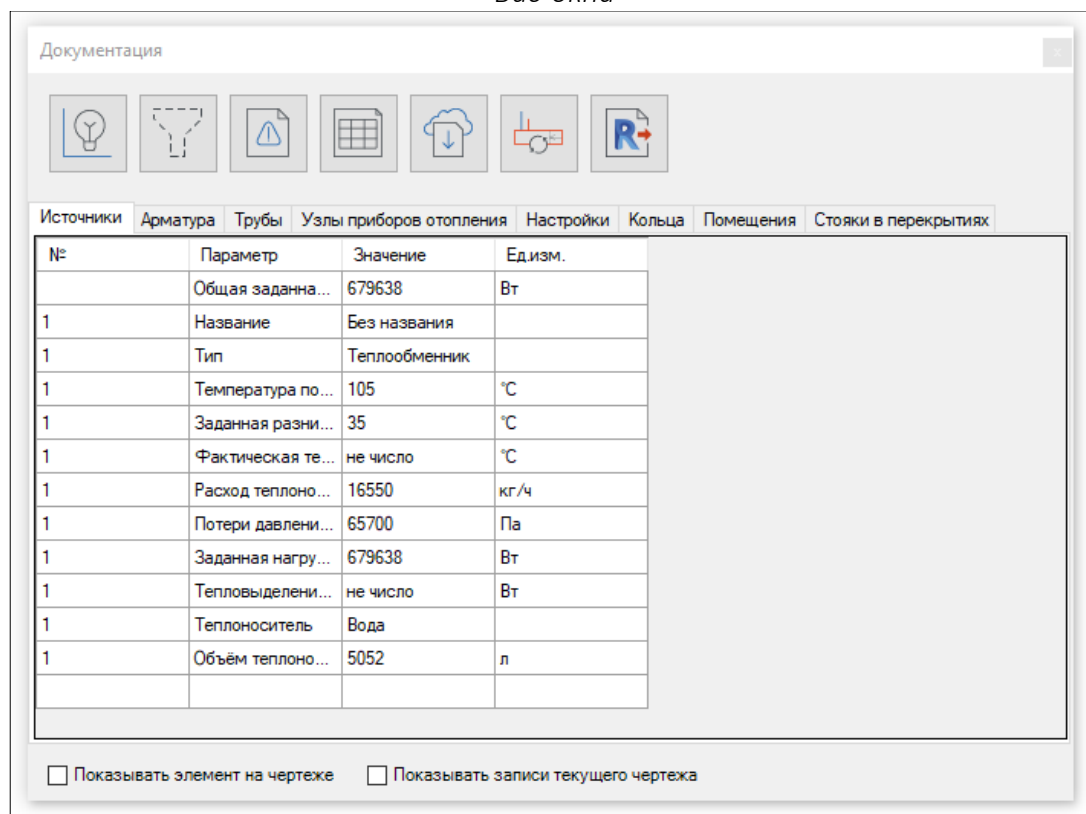 Документация
x
R
Источники Арматура Трубы Узлы приборов отопления Настройки Кольца Помещения Стояки в перекрытиях
№ Параметр Значение Ед.изм.
Общая заданна... 679638 Вт
1 Название Без названия
1 Тип Теплообменник
1 Температура по... 105 °C
1 Заданная разни... 35 °C
1 Фактическая те... не число °C
1 Расход теплоно... 16550 кг/ч
1 Потери давлени... 65700 Па
1 Заданная нагру... 679638 Вт
1 Тепловыделени... не число Вт
1 Теплоноситель Вода
1 Объём теплоно... 5052 л
Показывать элемент на чертеже Показывать записи текущего чертежа